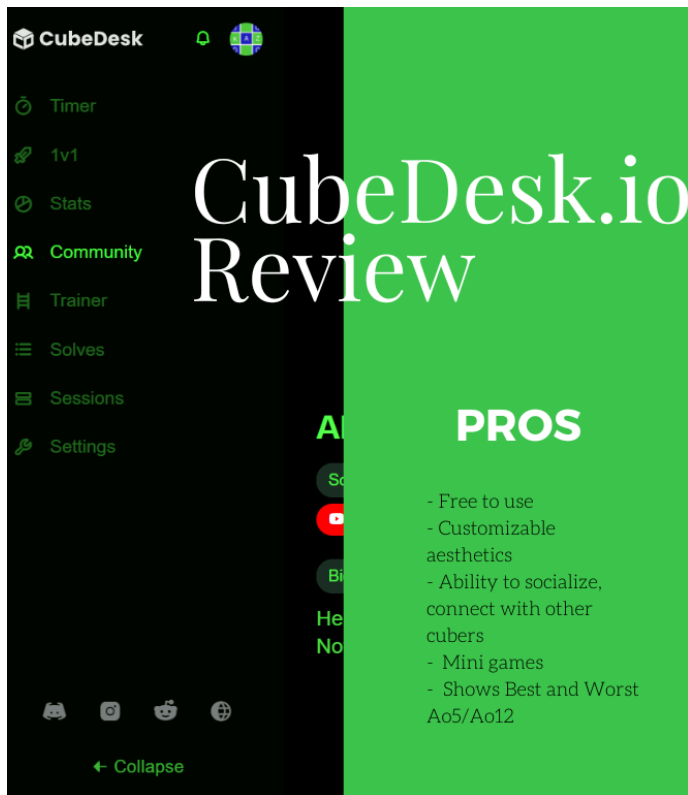 CubeDesk
K A Z
Timer
1v1
Stats
Community
Trainer
Solves
Sessions
Settings
Collapse
CubeDesk.io
Review
PROS
- Free to use
- Customizable
aesthetics
- Ability to socialize,
connect with other
cubers
- Mini games
- Shows Best and Worst
Ao5/Ao12